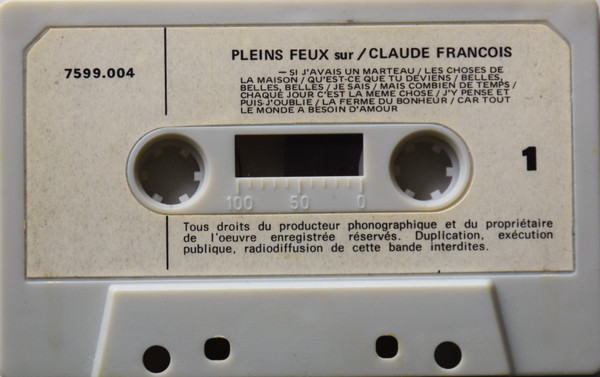 PLEINS FEUX sur / CLAUDE FRANCOIS
7599.004
— SI J'AVAIS UN MARTEAU / LES CHOSES DE
LA MAISON / QU'EST-CE QUE TU DEVIENS / BELLES,
BELLES, BELLES / JE SAIS / MAIS COMBIEN DE TEMPS /
CHAQUE JOUR C'EST LA MEME CHOSE / J'Y PENSE ET
PUIS J'OUBLIE / LA FERME DU BONHEUR / CAR TOUT
LE MONDE A BESOIN D'AMOUR
1
100 50 0
Tous droits du producteur phonographique et du propriétaire
de l'oeuvre enregistrée réservés. Duplication, exécution
publique, radiodiffusion de cette bande interdites.